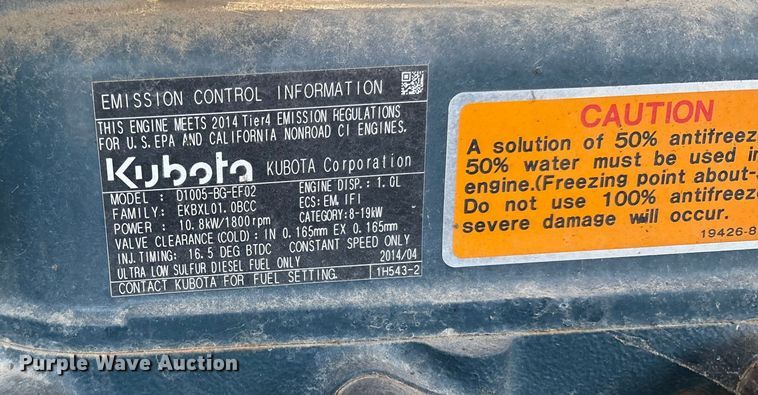 EMISSION CONTROL INFORMATION
THIS ENGINE MEETS 2014 Tier4 EMISSION REGULATIONS
FOR U.S.EPA AND CALIFORNIA NONROAD CI ENGINES.
Kubota KUBOTA Corporation
MODEL : D1005-BG-EF02 ENGINE DISP.: 1.0L
FAMILY: EKBXL01.0BCC ECS: EM, IFI
POWER : 10.8kW/1800rpm CATEGORY:8-19kW
VALVE CLEARANCE(COLD): IN 0.165mm EX 0.165mm
INJ.TIMING: 16.5 DEG BTDC CONSTANT SPEED ONLY
ULTRA LOW SULFUR DIESEL FUEL ONLY 2014/04
CONTACT KUBOTA FOR FUEL SETTING. 1H543-2
CAUTION
A solution of 50% antifreez
50% water must be used in
engine.(Freezing point about-
Do not use 100% antifreeze
severe damage will occur.
19426-8
Purple Wave Auction